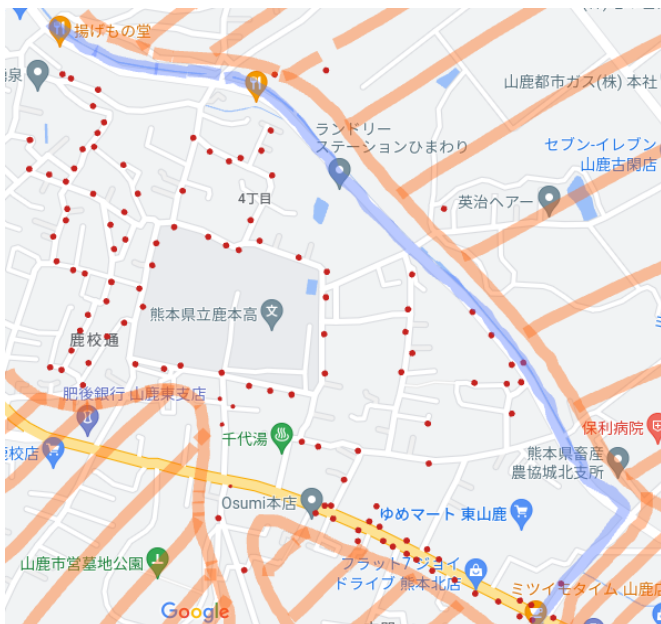 揚げもの堂
山鹿都市ガス(株) 本社
泉
ランドリー
ステーションひまわり
セブン-イレブン
山鹿古閑店
4丁目
英治ヘアー
熊本県立鹿本高
鹿校通
肥後銀行 山鹿東支店
千代湯
保利病院
鹿校店
熊本県畜産
農協城北支所
Osumi本店
ゆめマート 東山鹿
山鹿市営墓地公園
フラット7 ジョイ
ドライブ 熊本北店
ミツイモタイム 山鹿店
Google